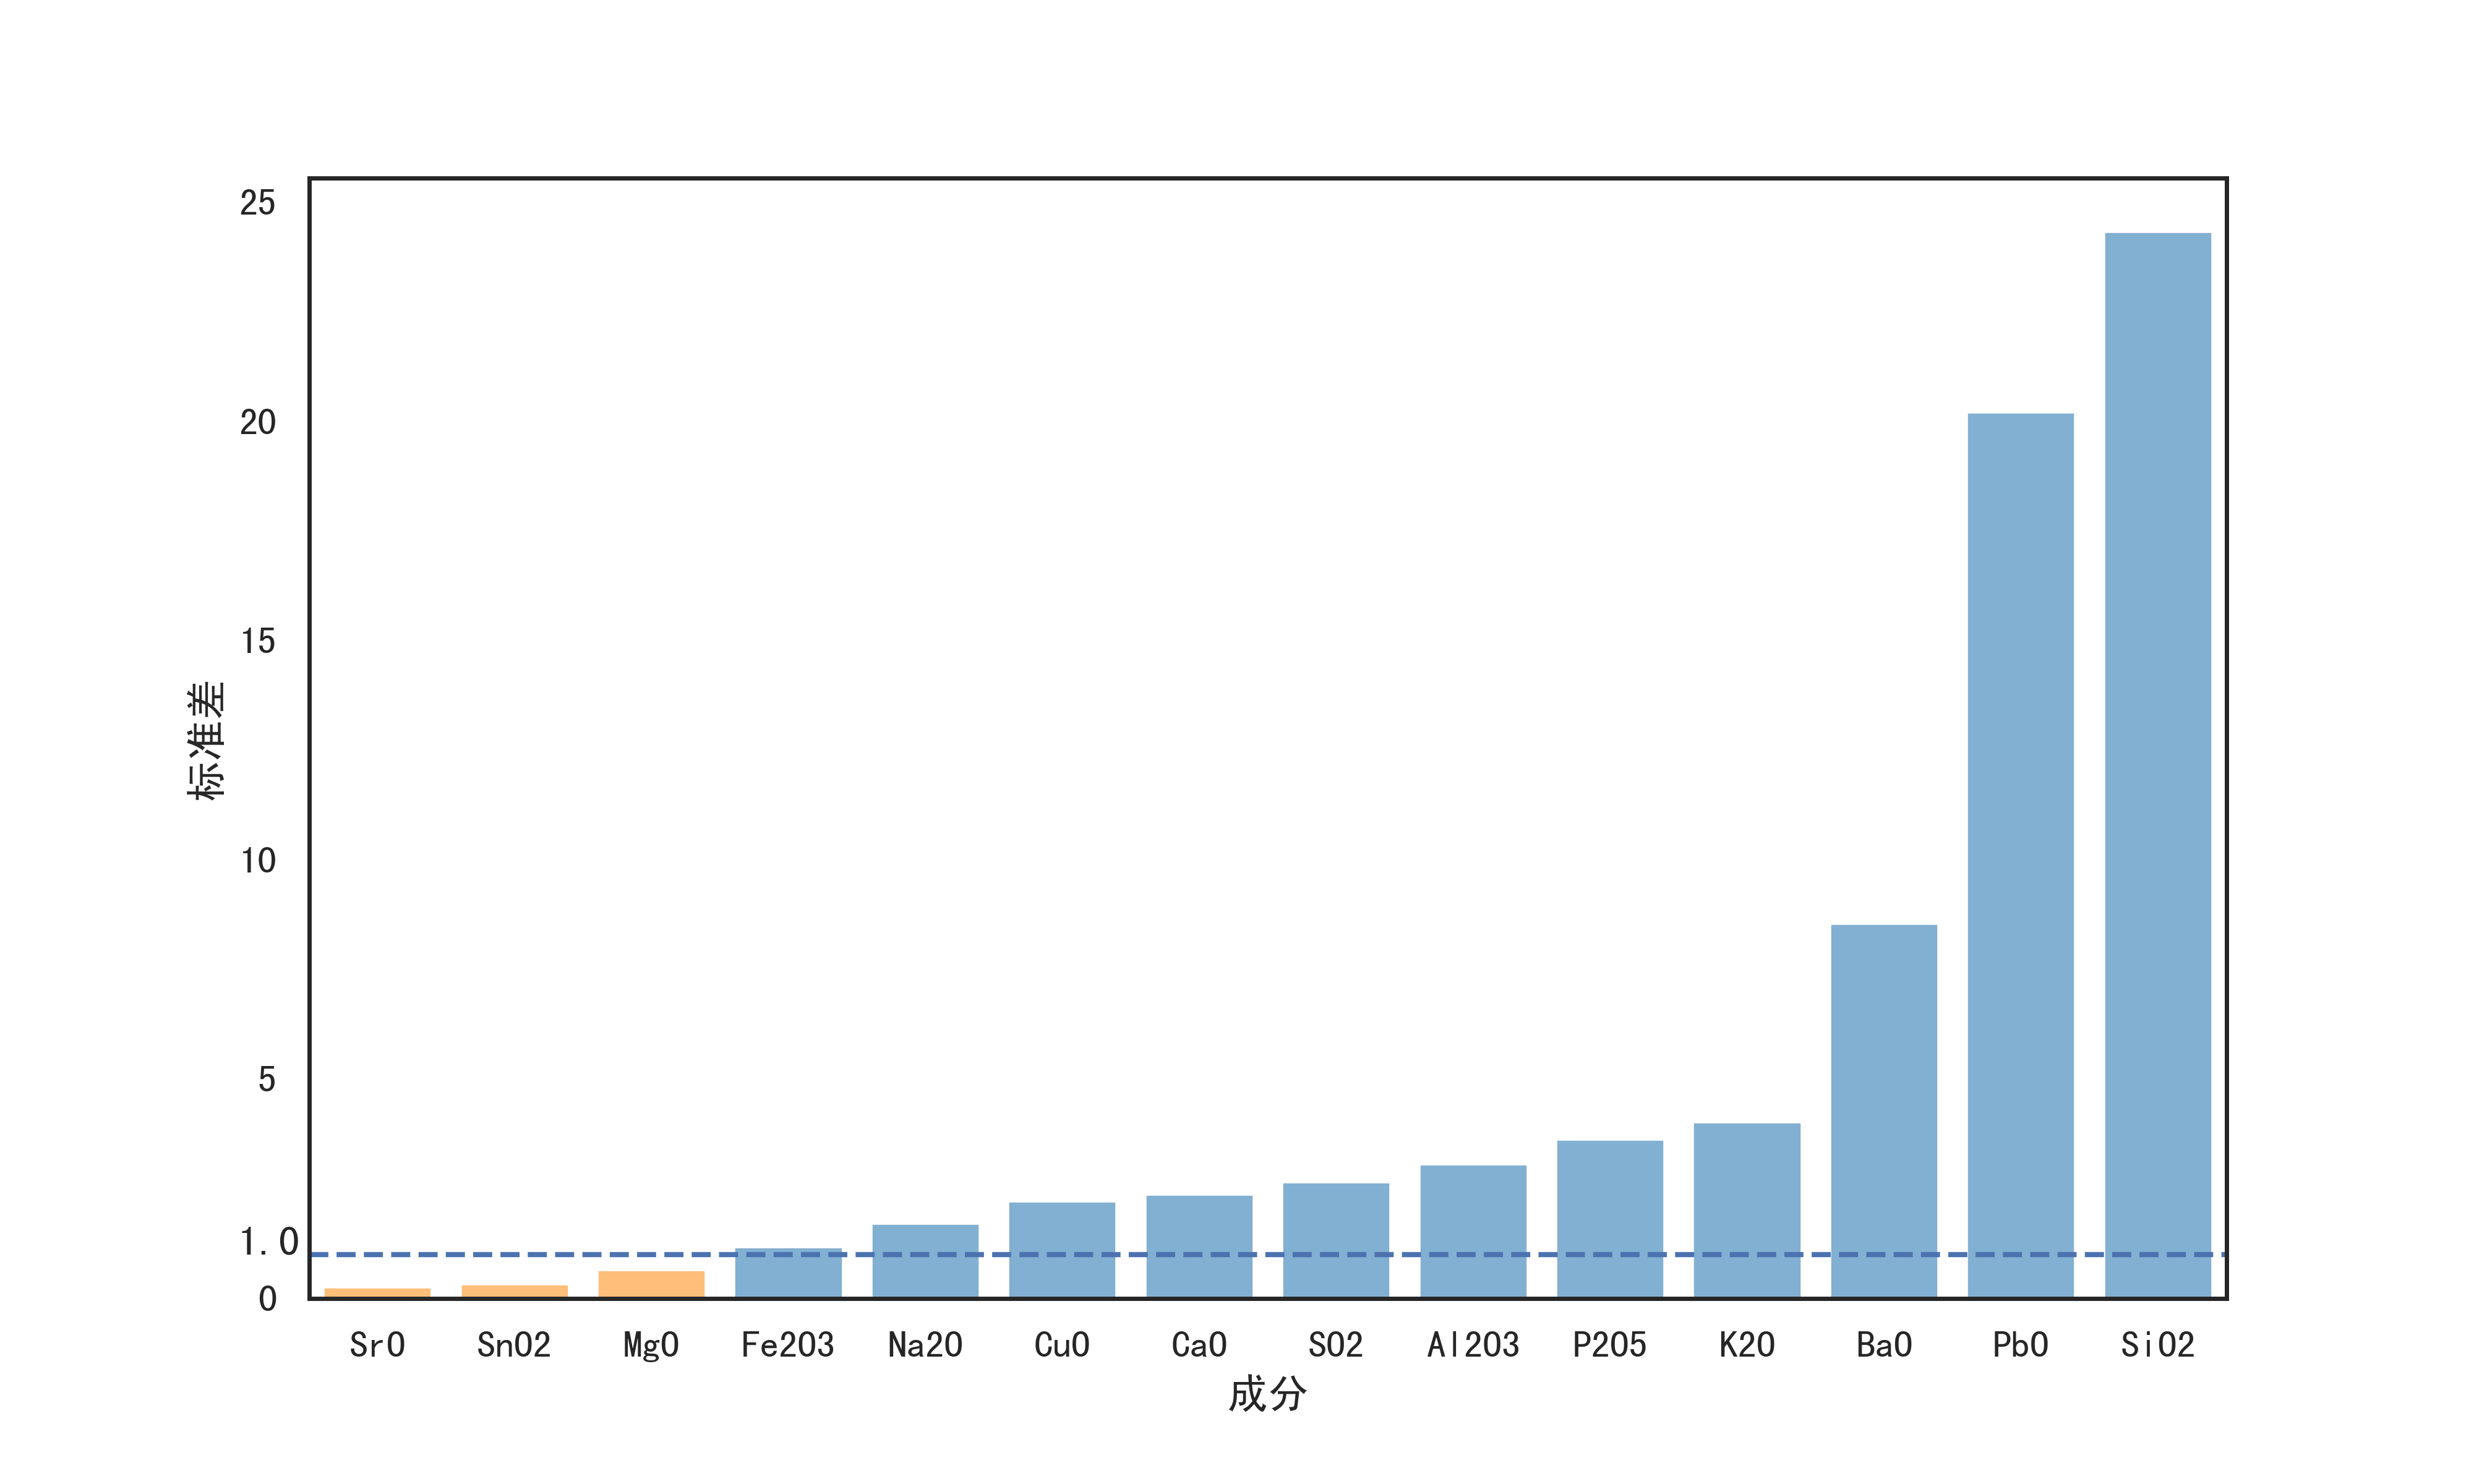 25
20
15
10
5
1.0
0
标准差
SrO SnO2 MgO Fe2O3 Na2O CuO CaO SO2 Al2O3 P2O5 K2O BaO PbO SiO2
成分